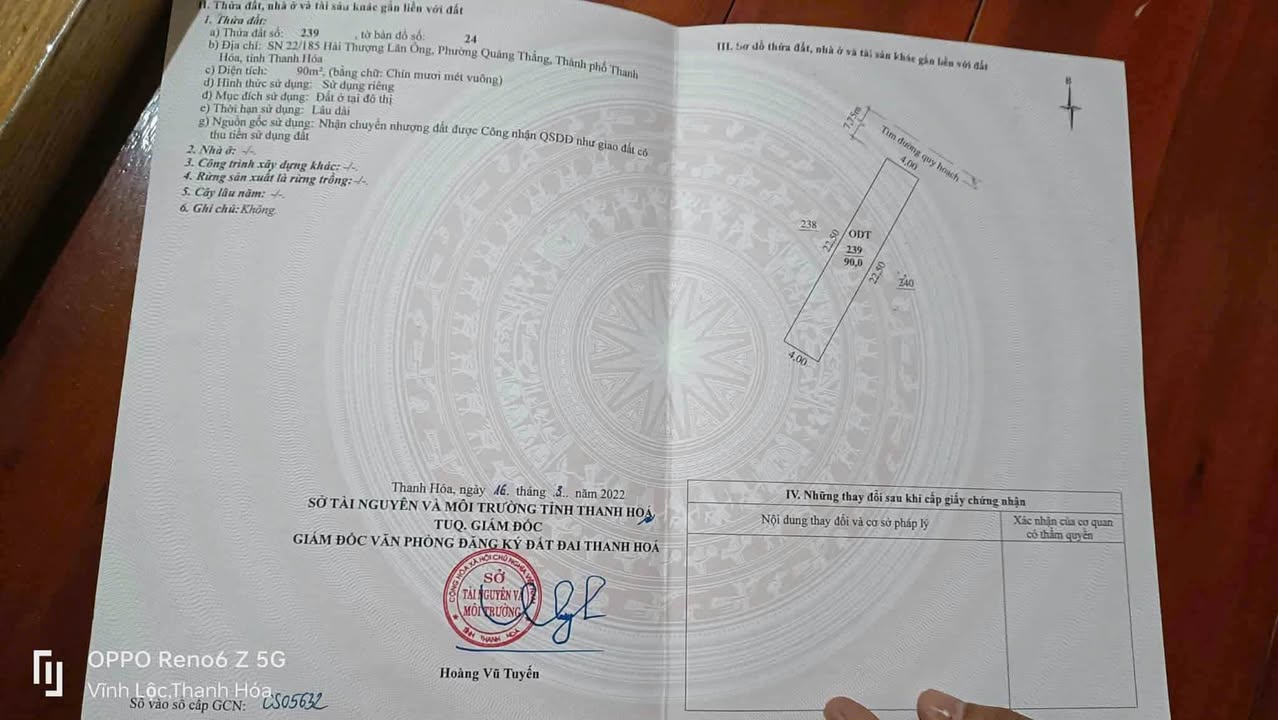 II. Thửa đất, nhà ở và tài sản khác gắn liền với đất
1. Thửa đất:
a) Thửa đất số: 239 , tờ bản đồ số: 24
b) Địa chỉ: SN 22/185 Hải Thượng Lãn Ông, Phường Quảng Thắng, Thành phố Thanh
Hóa, tỉnh Thanh Hóa
c) Diện tích: 90m², (bằng chữ: Chín mươi mét vuông)
d) Hình thức sử dụng: Sử dụng riêng
đ) Mục đích sử dụng: Đất ở tại đô thị
e) Thời hạn sử dụng: Lâu dài
g) Nguồn gốc sử dụng: Nhận chuyển nhượng đất được Công nhận QSDĐ như giao đất có
thu tiền sử dụng đất
2. Nhà ở: -/-.
3. Công trình xây dựng khác: -/-.
4. Rừng sản xuất là rừng trồng: -/-.
5. Cây lâu năm: -/-.
6. Ghi chú: Không.
Thanh Hóa, ngày 16. tháng .3.. năm 2022
SỞ TÀI NGUYÊN VÀ MÔI TRƯỜNG TỈNH THANH HOÁ
TUQ. GIÁM ĐỐC
GIÁM ĐỐC VĂN PHÒNG ĐĂNG KÝ ĐẤT ĐAI THANH HOÁ
CỘNG HÒA XÃ HỘI CHỦ NGHĨA VIỆT NAM
SỞ
TÀI NGUYÊN VÀ
MÔI TRƯỜNG
TỈNH THANH HOÁ
Hoàng Vũ Tuyến
Số vào sổ cấp GCN: CS05632
III. Sơ đồ thửa đất, nhà ở và tài sản khác gắn liền với đất
B
7.75m
Tim đường quy hoạch
4.00
238
22.50
ODT
239
90,0
22.50
240
4.00
IV. Những thay đổi sau khi cấp giấy chứng nhận
Nội dung thay đổi và cơ sở pháp lý
Xác nhận của cơ quan
có thẩm quyền
OPPO Reno6 Z 5G
Vĩnh Lộc,Thanh Hóa